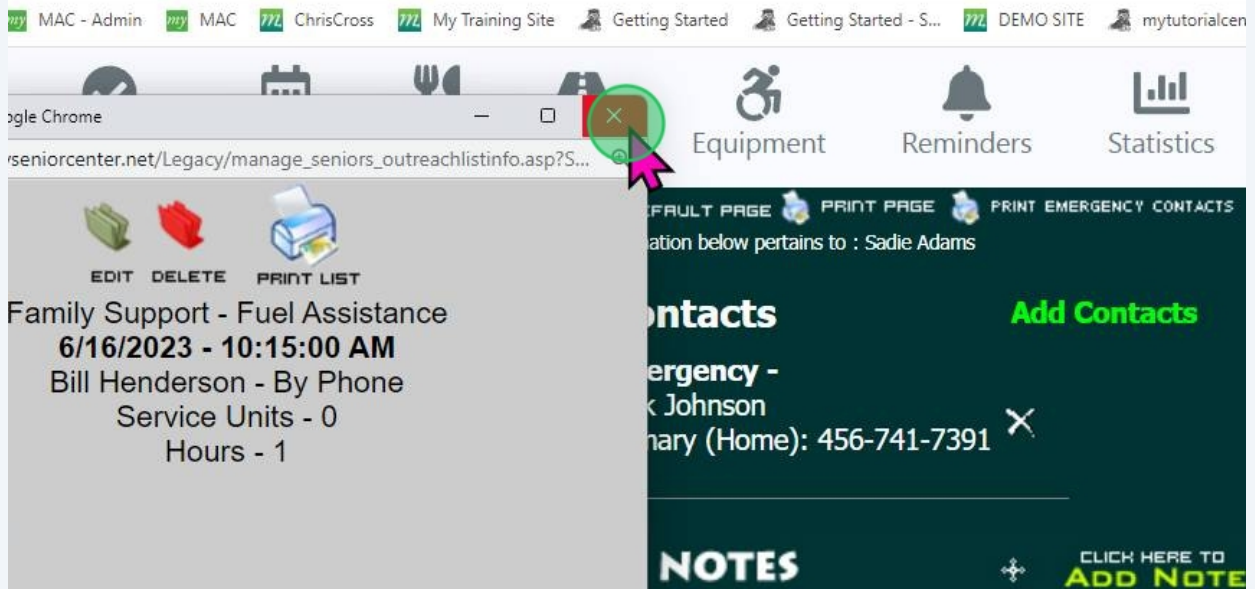 my MAC - Admin my MAC m ChrisCross m My Training Site Getting Started Getting Started - S... m DEMO SITE mytutorialcen
ogle Chrome
Equipment Reminders Statistics
yseniorcenter.net/Legacy/manage_seniors_outreachlistinfo.asp?S...
EDIT DELETE PRINT LIST
Family Support - Fuel Assistance
6/16/2023 - 10:15:00 AM
Bill Henderson - By Phone
Service Units - 0
Hours - 1
EFAULT PAGE PRINT PAGE PRINT EMERGENCY CONTACTS
ation below pertains to : Sadie Adams
ontacts Add Contacts
ergency -
k Johnson
mary (Home): 456-741-7391
NOTES CLICK HERE TO
ADD NOTE